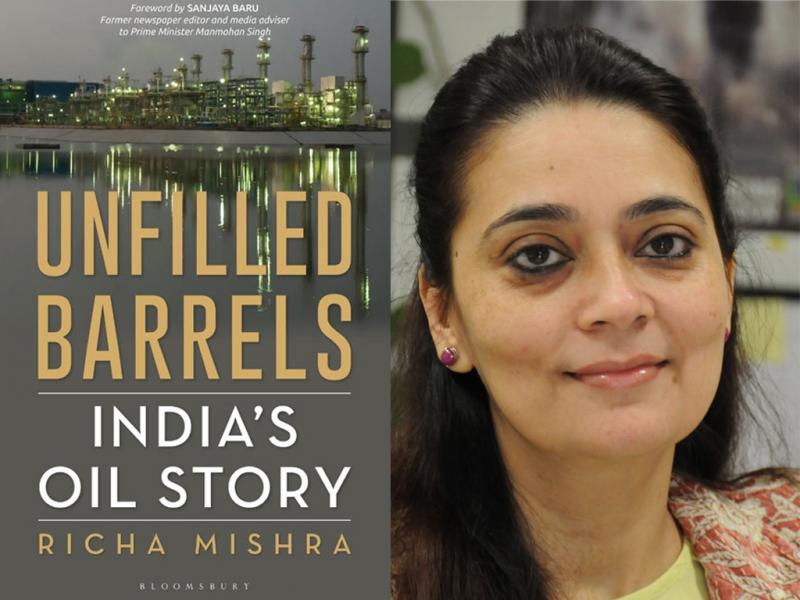 Foreword by SANJAYA BARU
Former newspaper editor and media adviser
to Prime Minister Manmohan Singh
UNFILLED
BARRELS
INDIA'S
OIL STORY
RICHA MISHRA
BLOOMSBURY